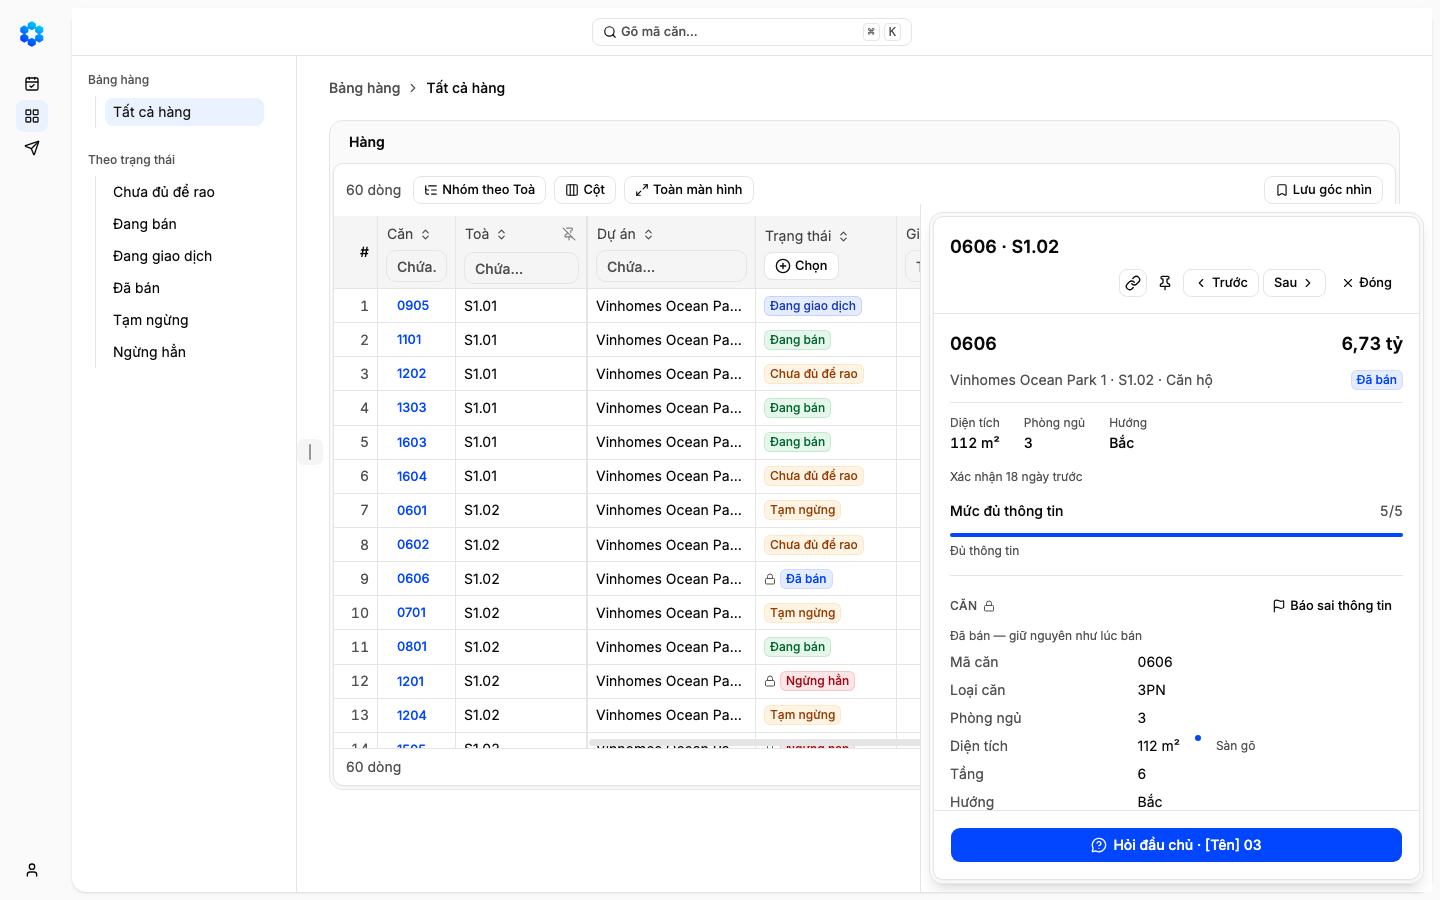 Gõ mã căn... ⌘ K
Bảng hàng
Tất cả hàng
Theo trạng thái
Chưa đủ để rao
Đang bán
Đang giao dịch
Đã bán
Tạm ngừng
Ngừng hẳn
Bảng hàng > Tất cả hàng
Hàng
60 dòng Nhóm theo Toà Cột Toàn màn hình Lưu góc nhìn
# Căn Toà Dự án Trạng thái
Chứa. Chứa... Chứa... Chọn
1 0905 S1.01 Vinhomes Ocean Pa... Đang giao dịch
2 1101 S1.01 Vinhomes Ocean Pa... Đang bán
3 1202 S1.01 Vinhomes Ocean Pa... Chưa đủ để rao
4 1303 S1.01 Vinhomes Ocean Pa... Đang bán
5 1603 S1.01 Vinhomes Ocean Pa... Đang bán
6 1604 S1.01 Vinhomes Ocean Pa... Chưa đủ để rao
7 0601 S1.02 Vinhomes Ocean Pa... Tạm ngừng
8 0602 S1.02 Vinhomes Ocean Pa... Chưa đủ để rao
9 0606 S1.02 Vinhomes Ocean Pa... Đã bán
10 0701 S1.02 Vinhomes Ocean Pa... Tạm ngừng
11 0801 S1.02 Vinhomes Ocean Pa... Đang bán
12 1201 S1.02 Vinhomes Ocean Pa... Ngừng hẳn
13 1204 S1.02 Vinhomes Ocean Pa... Tạm ngừng
60 dòng
0606 · S1.02
Trước Sau Đóng
0606 6,73 tỷ
Vinhomes Ocean Park 1 · S1.02 · Căn hộ Đã bán
Diện tích Phòng ngủ Hướng
112 m² 3 Bắc
Xác nhận 18 ngày trước
Mức đủ thông tin 5/5
Đủ thông tin
CĂN Báo sai thông tin
Đã bán — giữ nguyên như lúc bán
Mã căn 0606
Loại căn 3PN
Phòng ngủ 3
Diện tích 112 m² Sàn gỗ
Tầng 6
Hướng Bắc
Hỏi đầu chủ · [Tên] 03